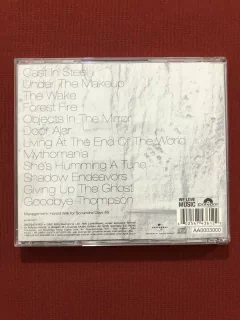 Cast In Steel
Under The Makeup
The Wake
Forest Fire
Objects In The Mirror
Door Ajar
Living At The End Of The World
Mythomania
She's Humming A Tune
Shadow Endeavors
Giving Up The Ghost
Goodbye Thompson
WE LOVE
MUSIC
AA0003000